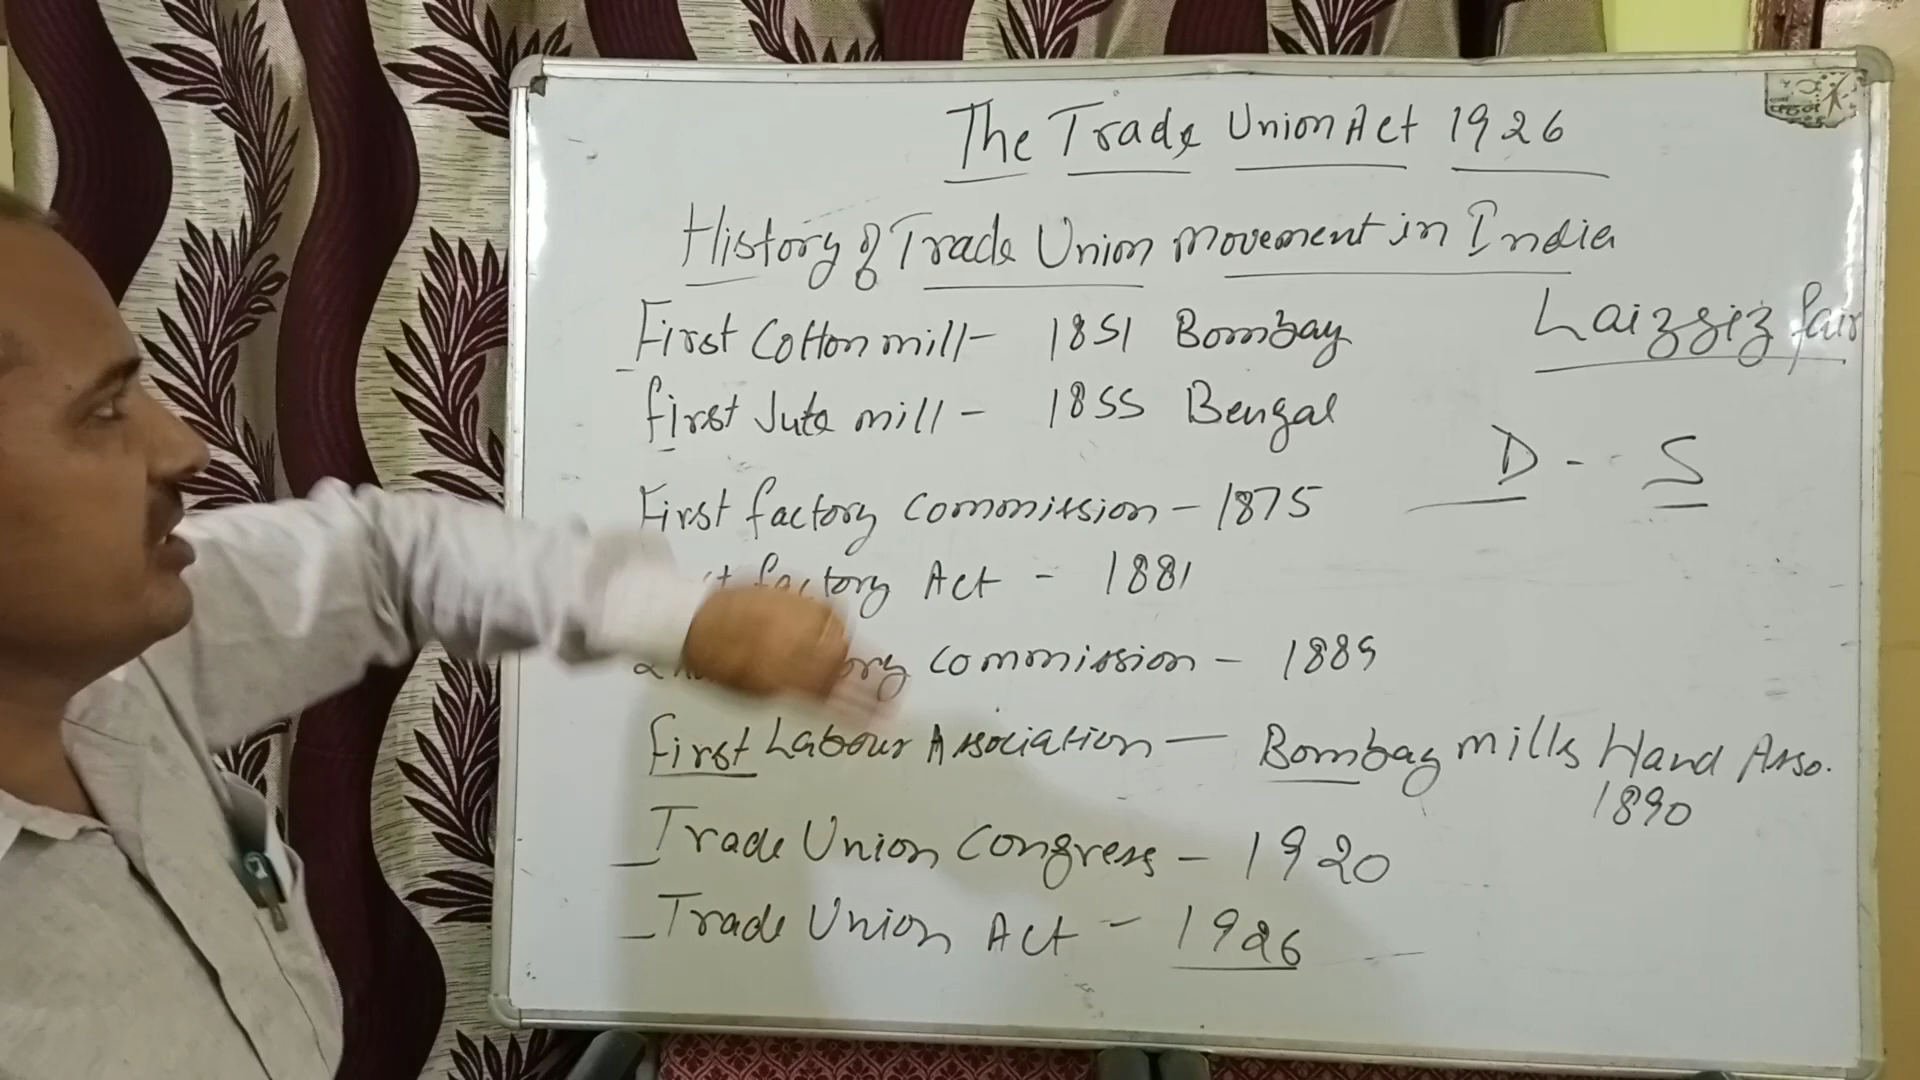 The Trade Union Act 1926
History of Trade Union movement in India
First Cotton mill - 1851 Bombay
Laizsiz fair
first Jute mill - 1855 Bengal
D - S
First factory Commission - 1875
factory Act - 1881
Commission - 1885
first Labour Association - Bombay mills Hand Asso.
1890
Trade Union Congress - 1920
Trade Union Act - 1926